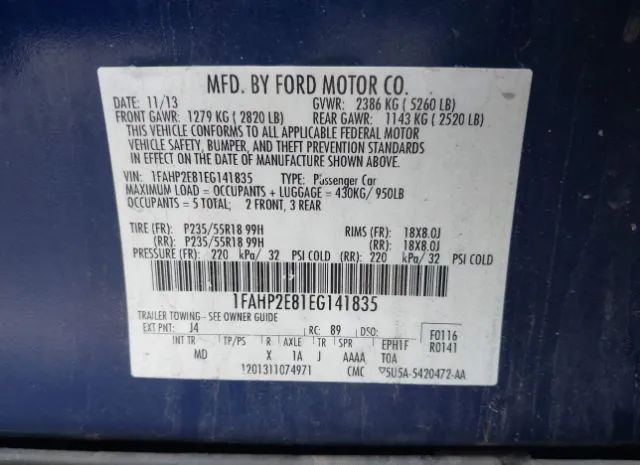 MFD. BY FORD MOTOR CO.
DATE: 11/13 GVWR: 2386 KG ( 5260 LB)
FRONT GAWR: 1279 KG ( 2820 LB) REAR GAWR: 1143 KG ( 2520 LB)
THIS VEHICLE CONFORMS TO ALL APPLICABLE FEDERAL MOTOR
VEHICLE SAFETY, BUMPER, AND THEFT PREVENTION STANDARDS
IN EFFECT ON THE DATE OF MANUFACTURE SHOWN ABOVE.
VIN: 1FAHP2E81EG141835 TYPE: Passenger Car
MAXIMUM LOAD = OCCUPANTS + LUGGAGE = 430KG/ 950LB
OCCUPANTS = 5 TOTAL: 2 FRONT, 3 REAR
TIRE (FR): P235/55R18 99H RIMS (FR): 18X8.0J
(RR): P235/55R18 99H (RR): 18X8.0J
PRESSURE (FR): 220 kPa/ 32 PSI COLD (RR): 220 kPa/ 32 PSI COLD
1FAHP2E81EG141835
TRAILER TOWING- SEE OWNER GUIDE
EXT PNT: J4 RC: 89 DSO: F0116
INT TR TP/PS R AXLE TR SPR EPH1F R0141
MD X 1A J AAAA T0A
1201311074971 CMC 5U5A-5420472-AA